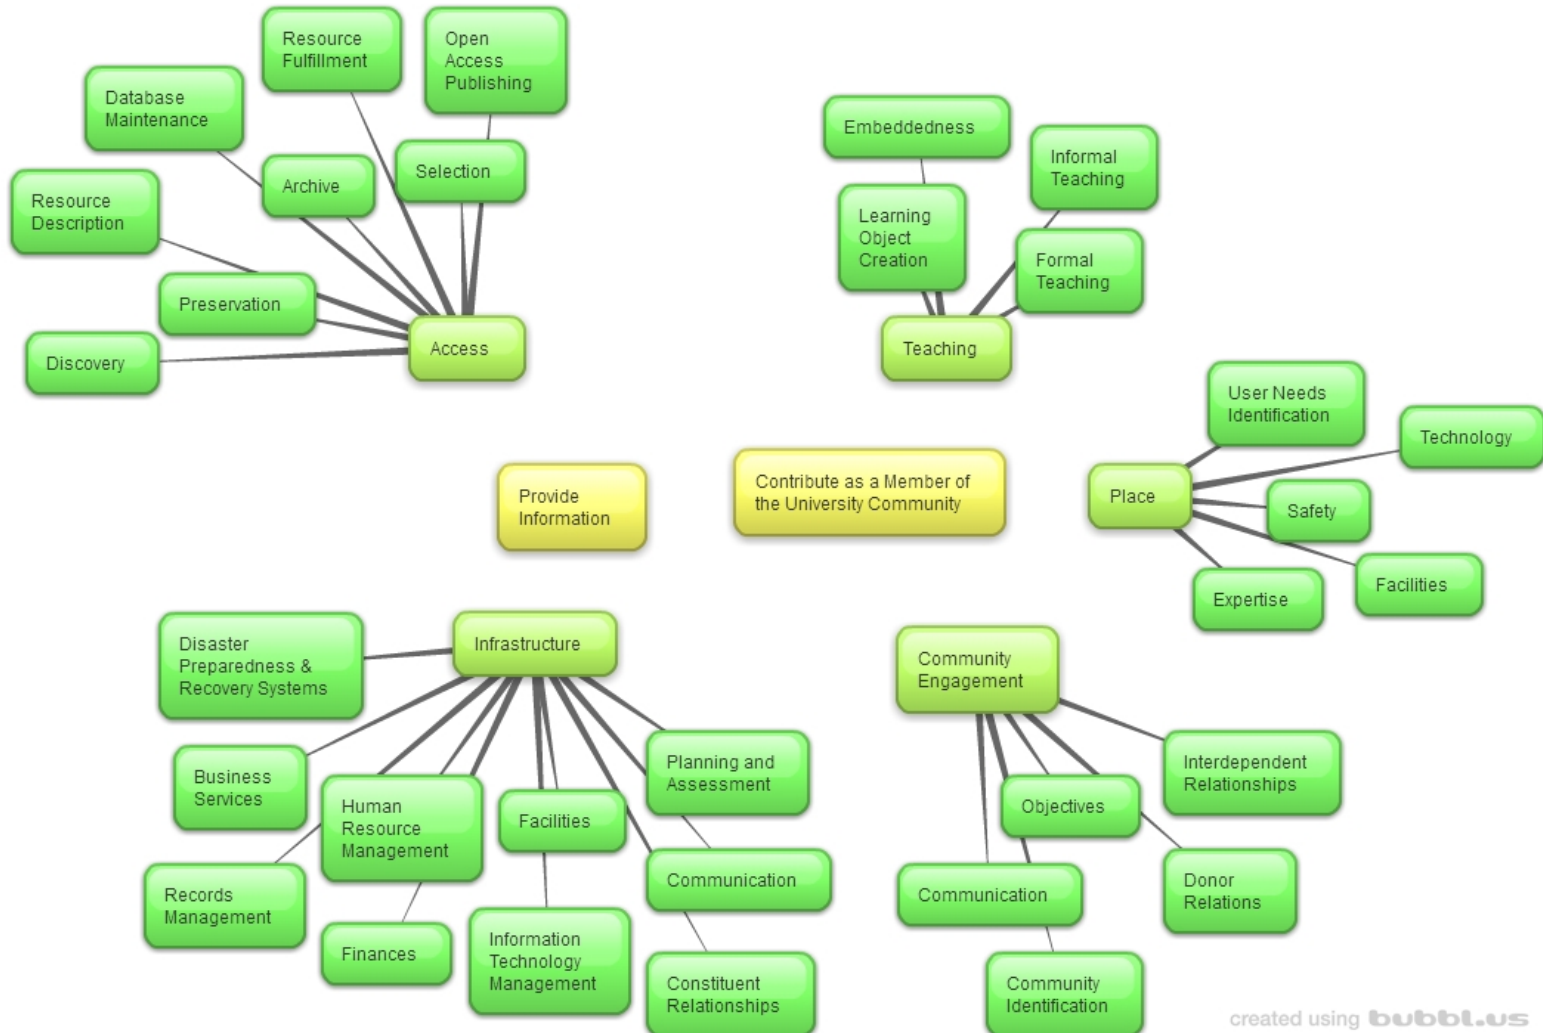 Resource
Fulfillment
Open
Access
Publishing
Database
Maintenance
Archive
Selection
Resource
Description
Preservation
Discovery
Access
Embeddedness
Informal
Teaching
Learning
Object
Creation
Formal
Teaching
Teaching
User Needs
Identification
Technology
Place
Safety
Facilities
Expertise
Provide
Information
Contribute as a Member of
the University Community
Infrastructure
Disaster
Preparedness &
Recovery Systems
Business
Services
Human
Resource
Management
Facilities
Planning and
Assessment
Records
Management
Finances
Information
Technology
Management
Communication
Constituent
Relationships
Community
Engagement
Interdependent
Relationships
Objectives
Communication
Donor
Relations
Community
Identification
created using bubbl.us